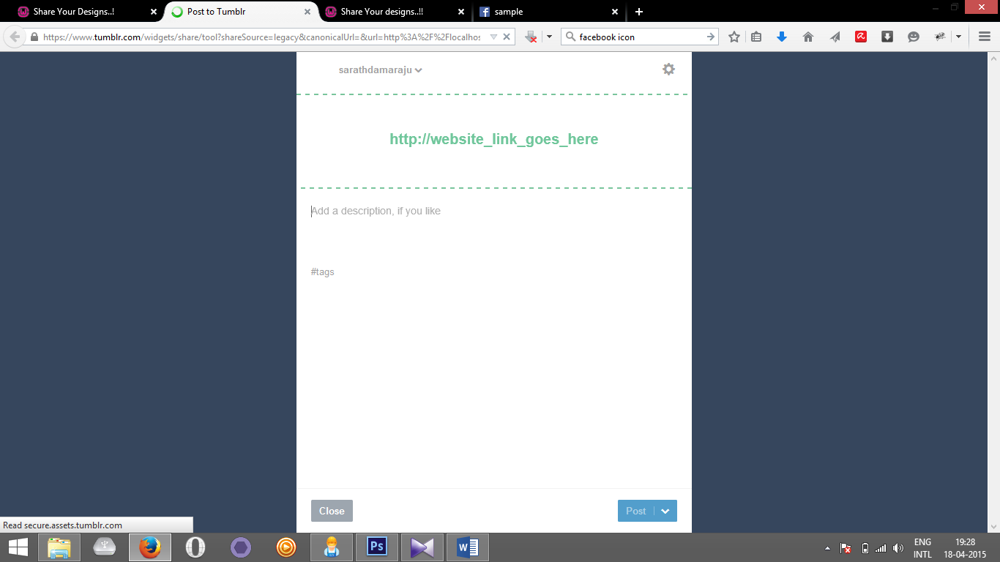 Share Your Designs..!
Post to Tumblr
Share Your designs..!!
sample
https://www.tumblr.com/widgets/share/tool?shareSource=legacy&canonicalUrl=&url=http%3A%2F%2Flocalhos
facebook icon
sarathdamaraju
http://website_link_goes_here
Add a description, if you like
#tags
Close
Post
Read secure.assets.tumblr.com
Ps
W
ENG
INTL
19:28
18-04-2015